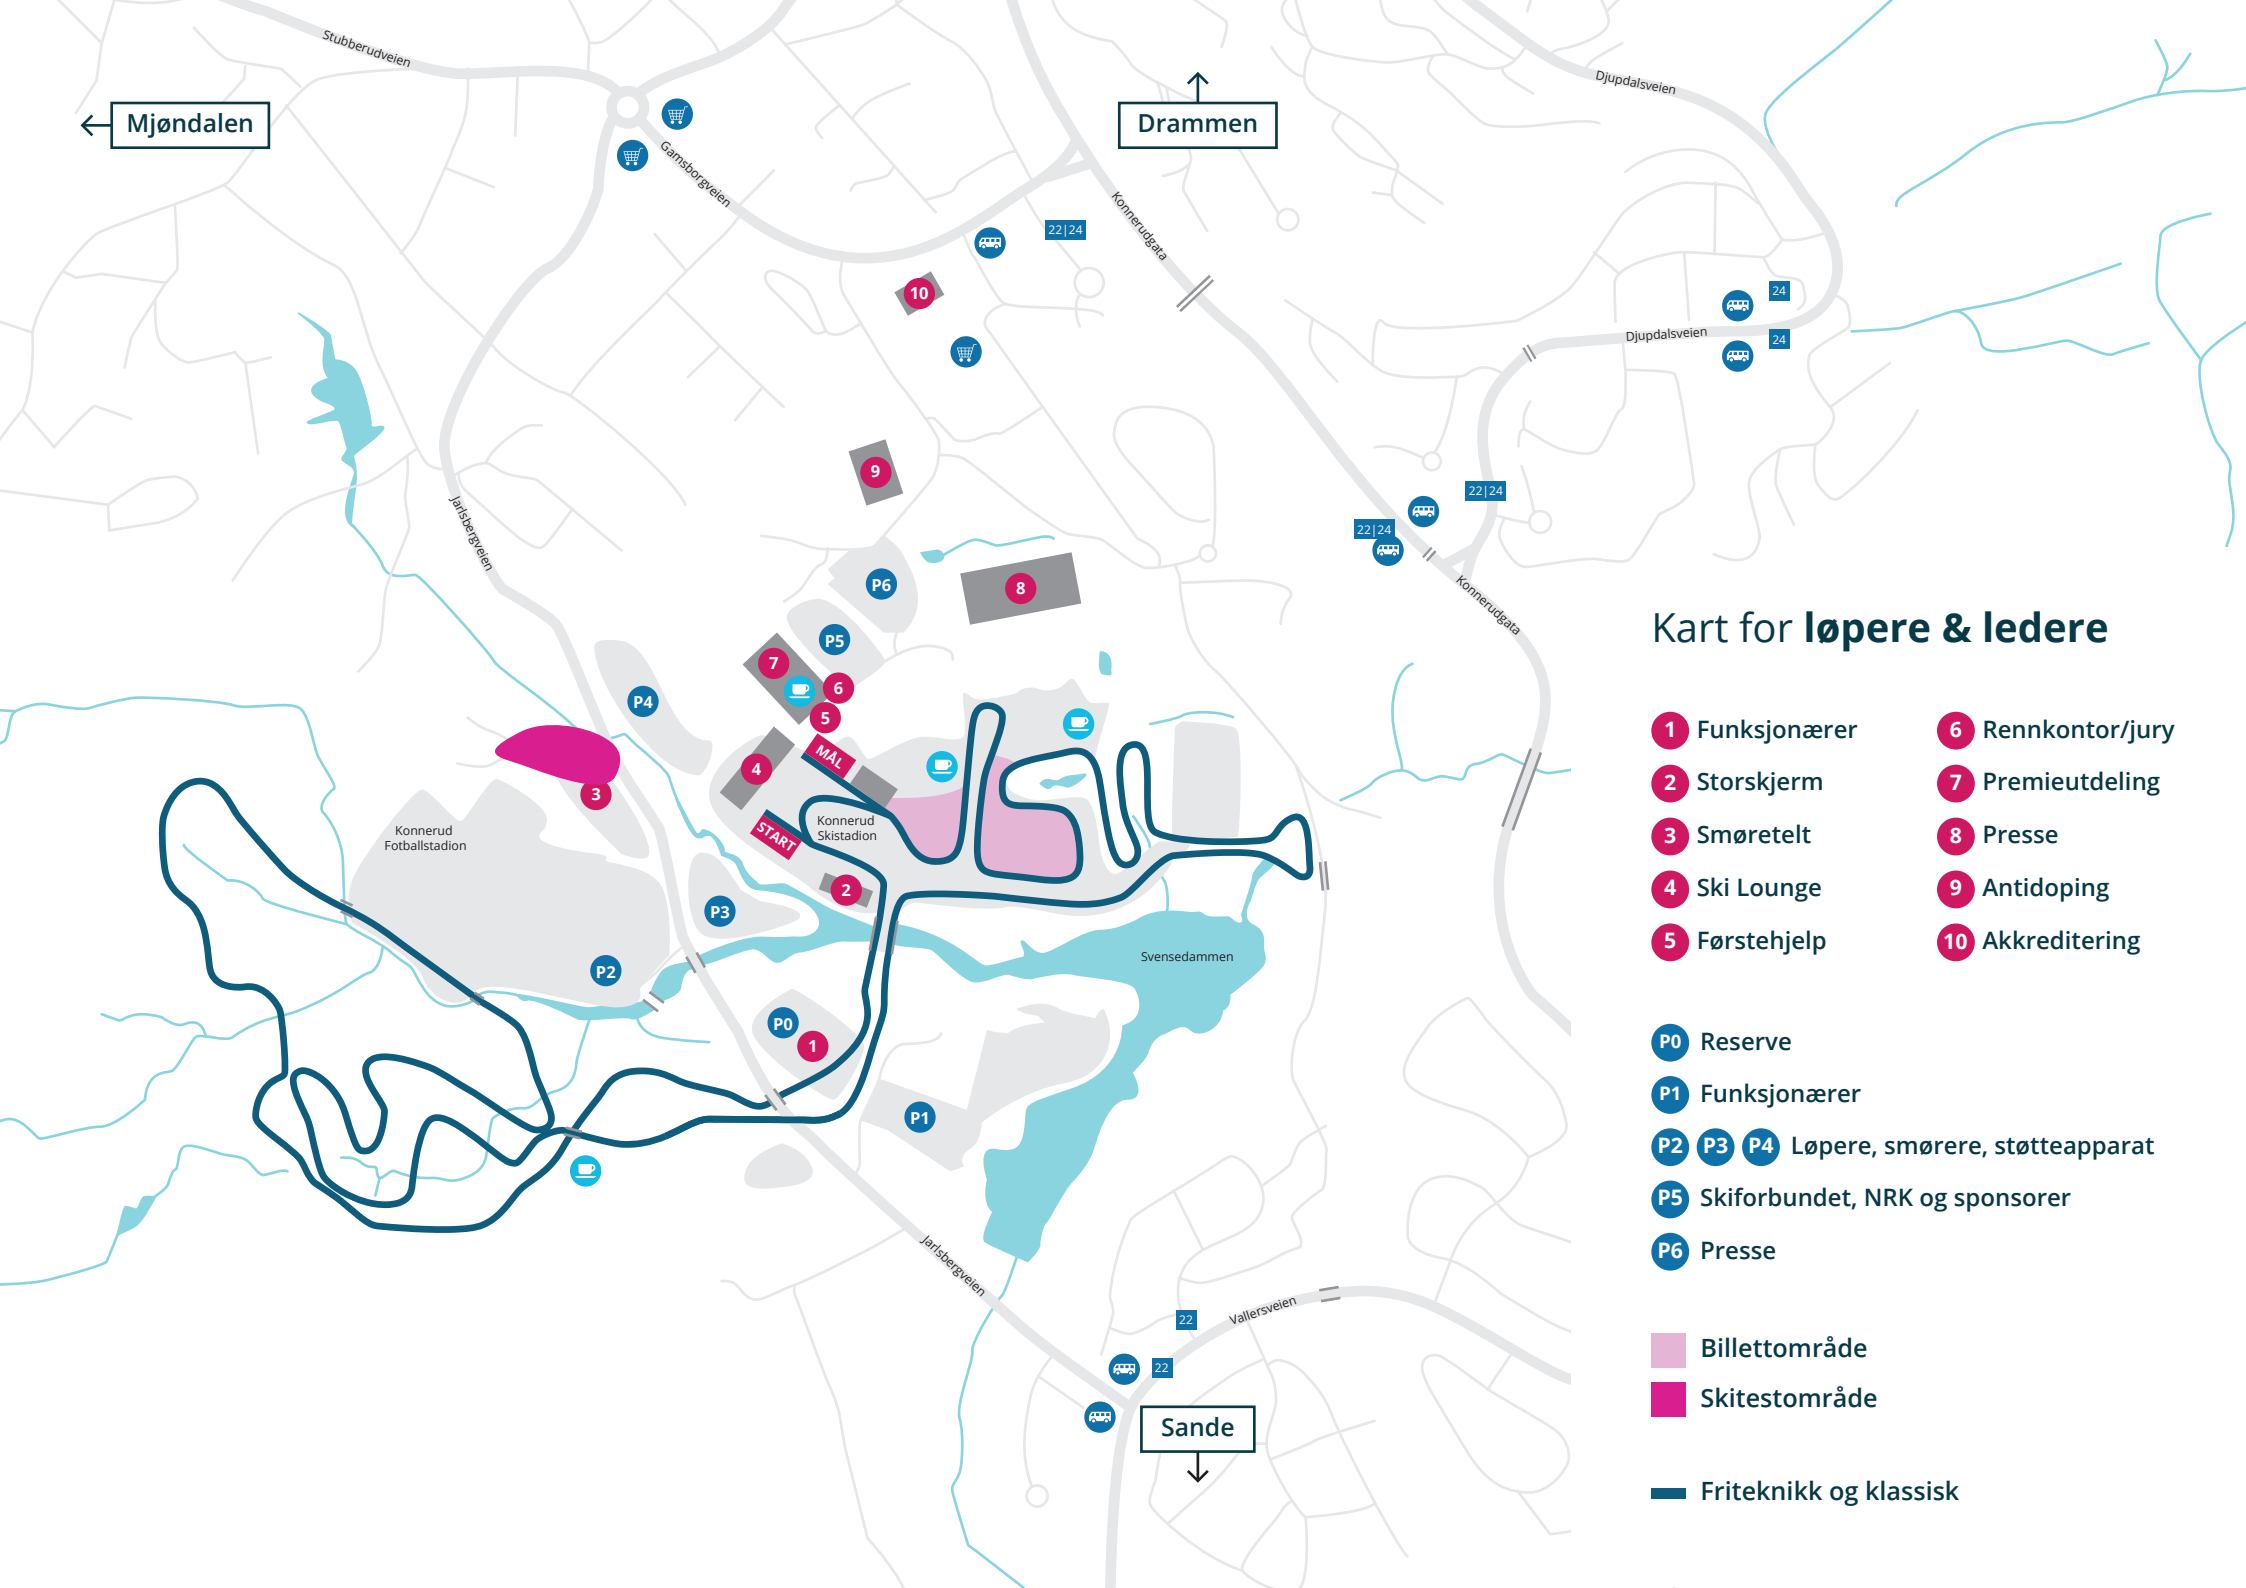 Stubberudveien
Djupdalsveien
Mjøndalen
Drammen
Gamsborgveien
Konnerudgata
22|24
10
24
Djupdalsveien
24
9
22|24
22|24
Jarlsbergveien
Konnerudgata
P6
8
P5
7
6
5
P4
MÅL
4
3
START
Konnerud
Skistadion
Konnerud
Fotballstadion
2
P3
P2
Svensedammen
P0
1
P1
Jarlsbergveien
Vallersveien
22
22
Sande
Kart for løpere & ledere
1 Funksjonærer
2 Storskjerm
3 Smøretelt
4 Ski Lounge
5 Førstehjelp
6 Rennkontor/jury
7 Premieutdeling
8 Presse
9 Antidoping
10 Akkreditering
P0 Reserve
P1 Funksjonærer
P2 P3 P4 Løpere, smørere, støtteapparat
P5 Skiforbundet, NRK og sponsorer
P6 Presse
Billettområde
Skitestområde
Friteknikk og klassisk